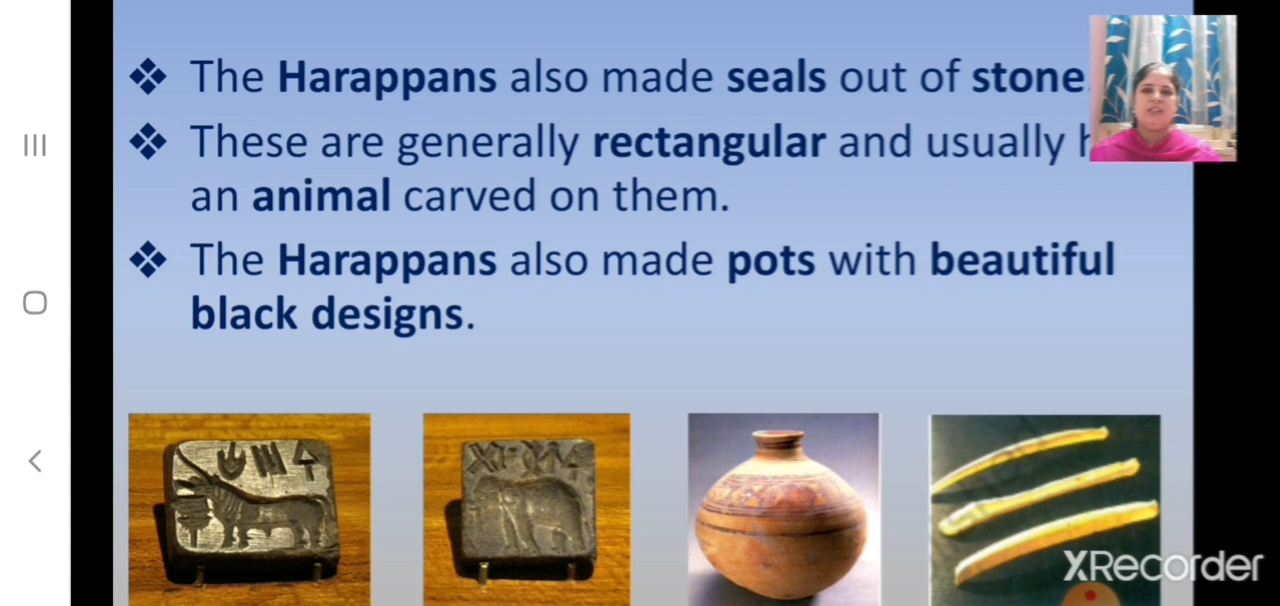 ❖ The Harappans also made seals out of stone
❖ These are generally rectangular and usually
an animal carved on them.
❖ The Harappans also made pots with beautiful
black designs.
XRecorder